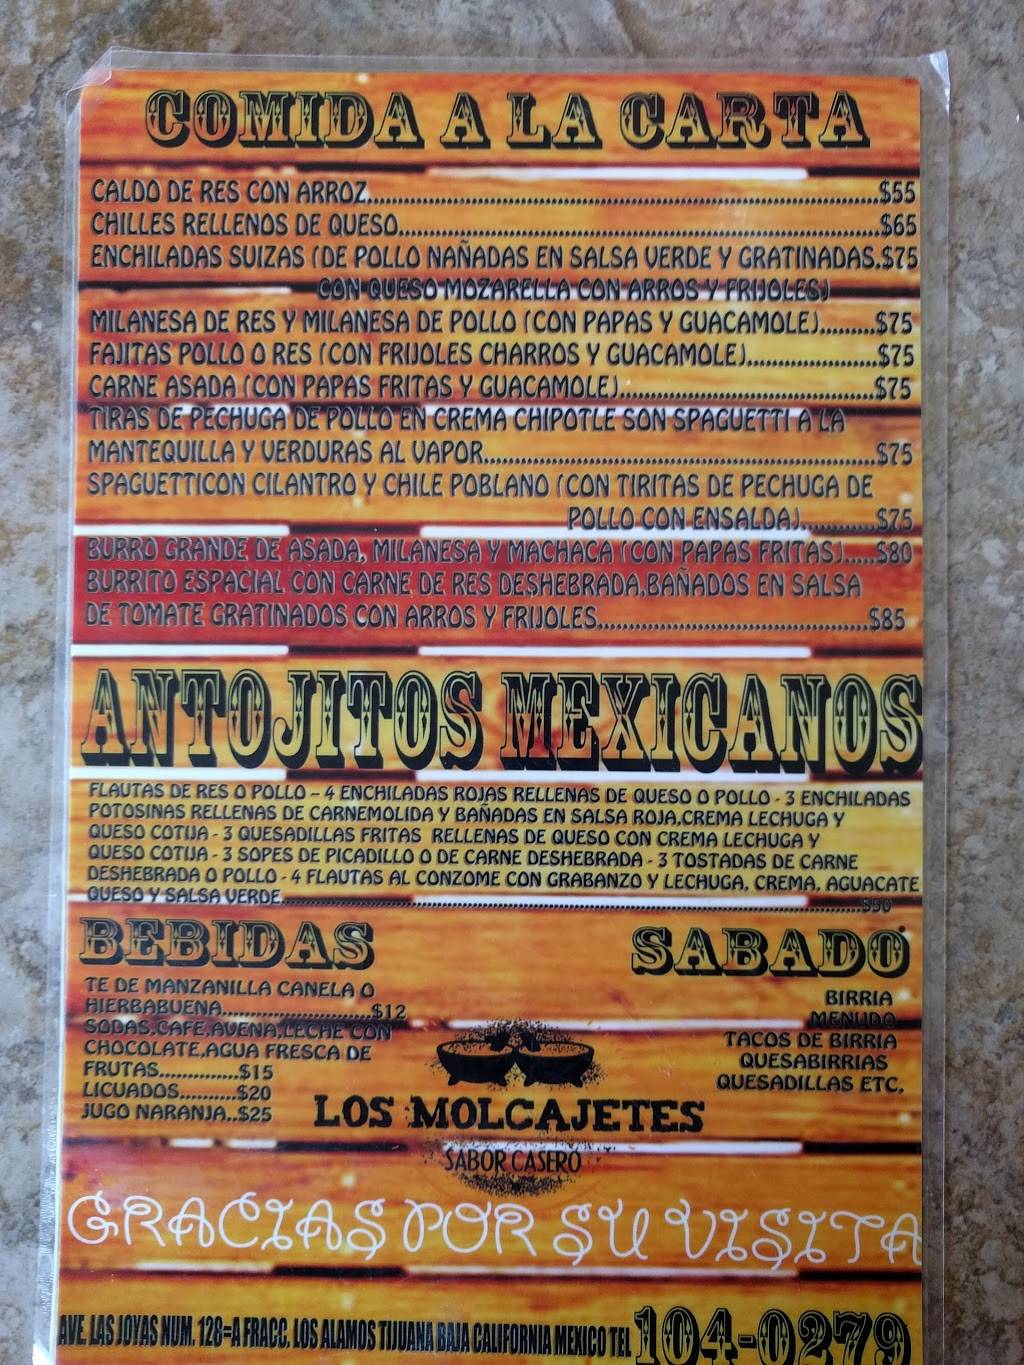 COMIDA A LA CARTA
CALDO DE RES CON ARROZ.......$55
CHILLES RELLENOS DE QUESO.......$65
ENCHILADAS SUIZAS (DE POLLO NAÑADAS EN SALSA VERDE Y GRATINADAS.$75
CON QUESO MOZARELLA CON ARROS Y FRIJOLES)
MILANESA DE RES Y MILANESA DE POLLO (CON PAPAS Y GUACAMOLE).........$75
FAJITAS POLLO O RES (CON FRIJOLES CHARROS Y GUACAMOLE)....................$75
CARNE ASADA (CON PAPAS FRITAS Y GUACAMOLE).......$75
TIRAS DE PECHUGA DE POLLO EN CREMA CHIPOTLE SON SPAGUETTI A LA
MANTEQUILLA Y VERDURAS AL VAPOR.......$75
SPAGUETTICON CILANTRO Y CHILE POBLANO (CON TIRITAS DE PECHUGA DE
POLLO CON ENSALDA)............$75
BURRO GRANDE DE ASADA, MILANESA Y MACHACA (CON PAPAS FRITAS).....$80
BURRITO ESPACIAL CON CARNE DE RES DESHEBRADA,BAÑADOS EN SALSA
DE TOMATE GRATINADOS CON ARROS Y FRIJOLES.......$85
ANTOJITOS MEXICANOS
FLAUTAS DE RES O POLLO – 4 ENCHILADAS ROJAS RELLENAS DE QUESO O POLLO - 3 ENCHILADAS
POTOSINAS RELLENAS DE CARNEMOLIDA Y BAÑADAS EN SALSA ROJA,CREMA LECHUGA Y
QUESO COTIJA - 3 QUESADILLAS FRITAS RELLENAS DE QUESO CON CREMA LECHUGA Y
QUESO COTIJA - 3 SOPES DE PICADILLO O DE CARNE DESHEBRADA - 3 TOSTADAS DE CARNE
DESHEBRADA O POLLO - 4 FLAUTAS AL CONZOME CON GRABANZO Y LECHUGA, CREMA, AGUACATE
QUESO Y SALSA VERDE.......
BEBIDAS
TE DE MANZANILLA CANELA O
HIERBABUENA.......$12
SODAS,CAFE,AVENA,LECHE CON
CHOCOLATE,AGUA FRESCA DE
FRUTAS..............$15
LICUADOS..........$20
JUGO NARANJA..$25
SABADO
BIRRIA
MENUDO
TACOS DE BIRRIA
QUESABIRRIAS
QUESADILLAS ETC.
LOS MOLCAJETES
SABOR CASERO
GRACIAS POR SU VISITA
AVE. LAS JOYAS NUM. 128=A FRACC. LOS ALAMOS TIJUANA BAJA CALIFORNIA MEXICO TEL 104-0279